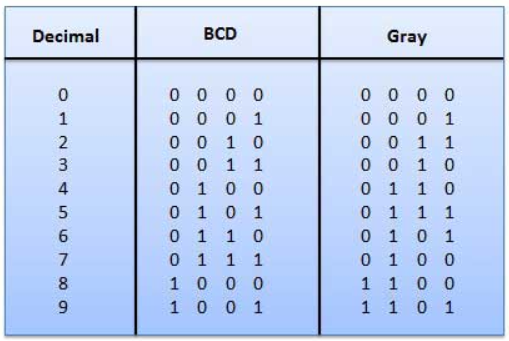 Decimal BCD Gray
0 0 0 0 0 0 0 0 0
1 0 0 0 1 0 0 0 1
2 0 0 1 0 0 0 1 1
3 0 0 1 1 0 0 1 0
4 0 1 0 0 0 1 1 0
5 0 1 0 1 0 1 1 1
6 0 1 1 0 0 1 0 1
7 0 1 1 1 0 1 0 0
8 1 0 0 0 1 1 0 0
9 1 0 0 1 1 1 0 1